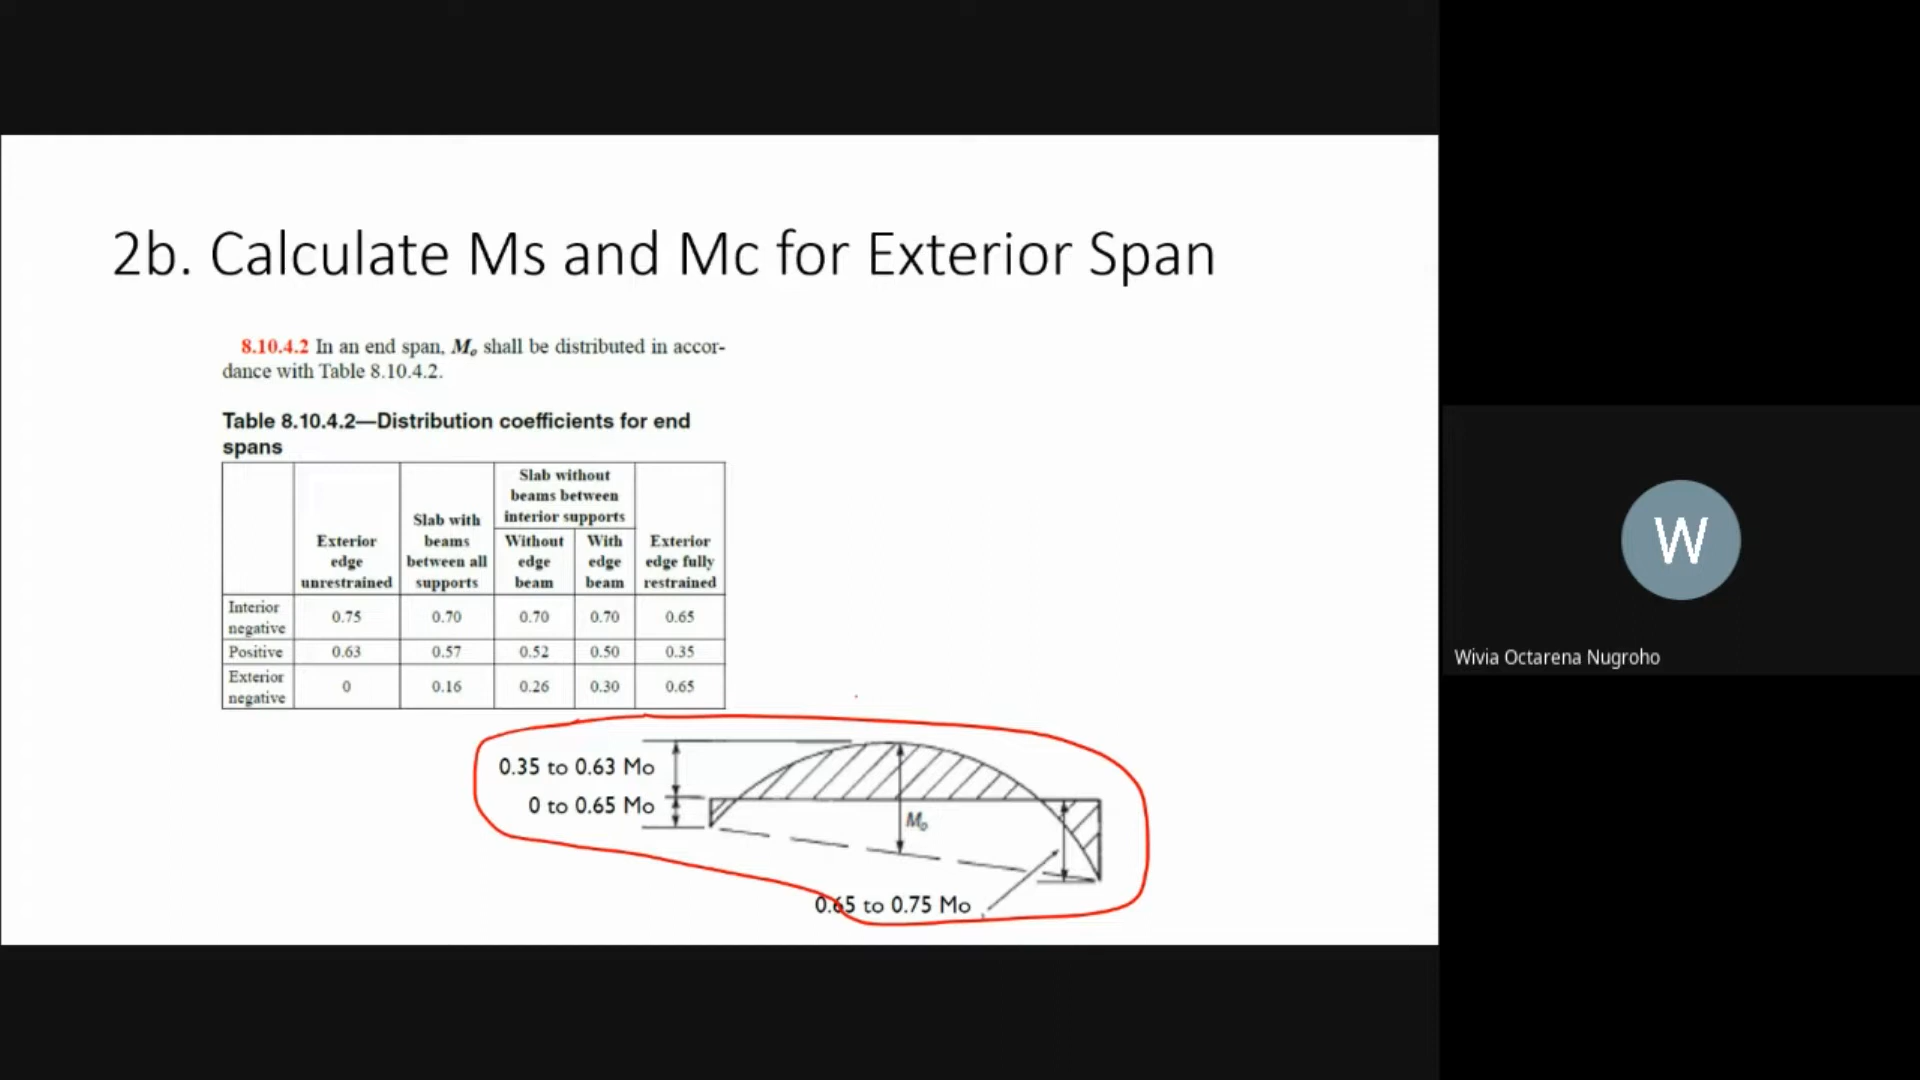 2b. Calculate Ms and Mc for Exterior Span
8.10.4.2 In an end span, Mo shall be distributed in accor-
dance with Table 8.10.4.2.
Table 8.10.4.2—Distribution coefficients for end
spans
Exterior edge unrestrained
Slab with beams between all supports
Slab without beams between interior supports
Without edge beam
With edge beam
Exterior edge fully restrained
Interior negative 0.75 0.70 0.70 0.70 0.65
Positive 0.63 0.57 0.52 0.50 0.35
Exterior negative 0 0.16 0.26 0.30 0.65
0.35 to 0.63 Mo
0 to 0.65 Mo
Mo
0.65 to 0.75 Mo
W
Wivia Octarena Nugroho